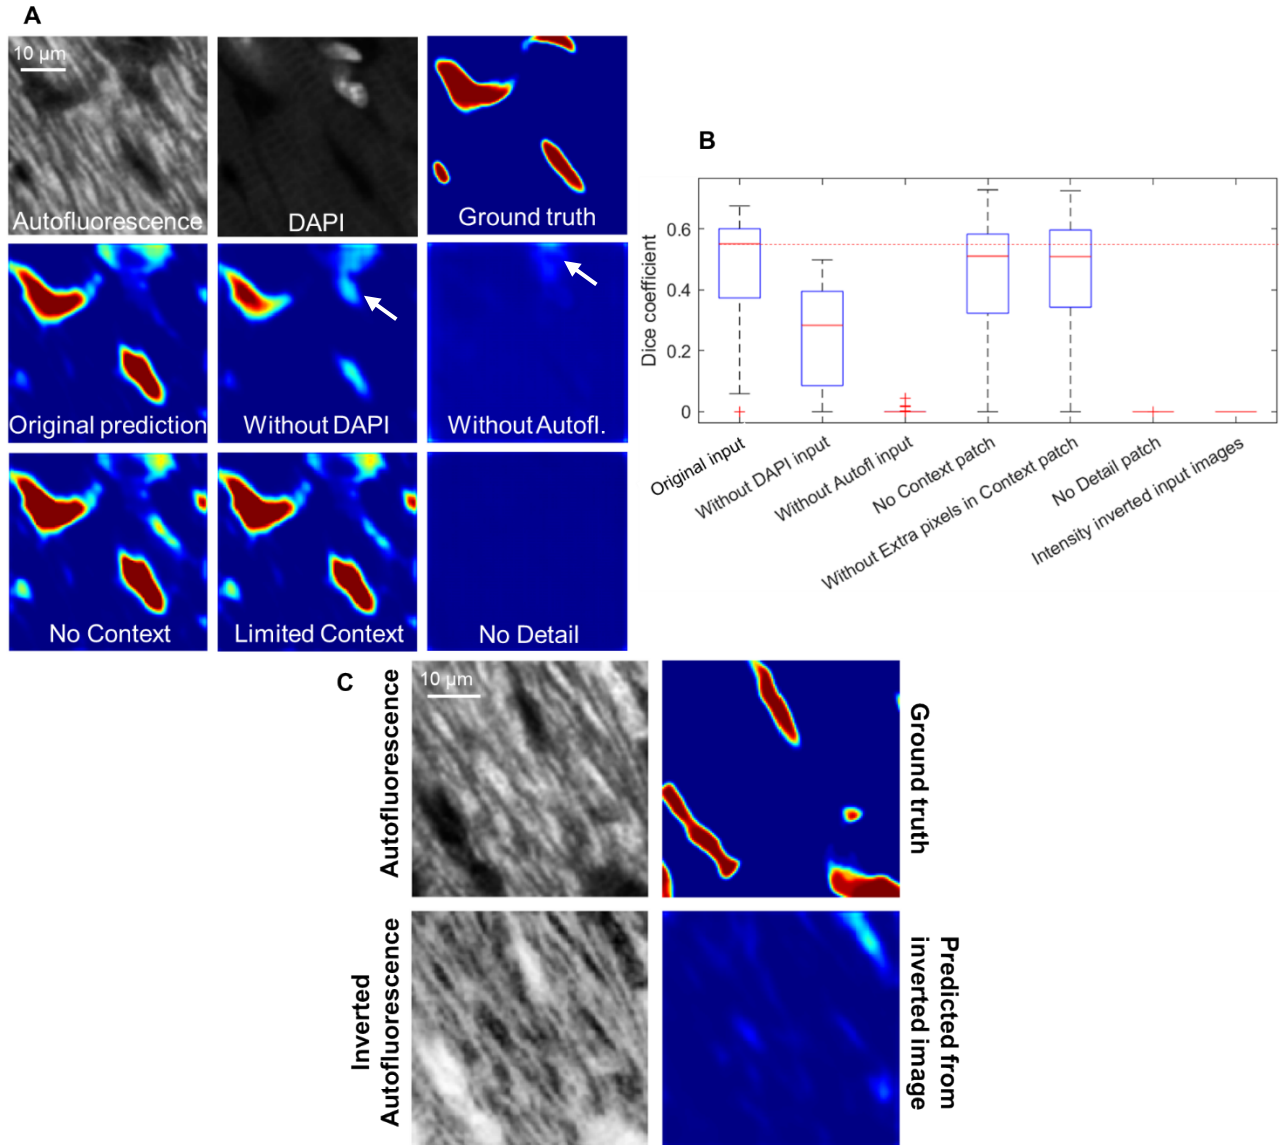 A
10 µm
Autofluorescence
DAPI
Ground truth
Original prediction
Without DAPI
Without Autofl.
No Context
Limited Context
No Detail
B
Dice coefficient
0.6
0.4
0.2
0
Original input
Without DAPI input
Without Autofl input
No Context patch
Without Extra pixels in Context patch
No Detail patch
Intensity inverted input images
C
Autofluorescence
10 µm
Ground truth
Inverted
Autofluorescence
Predicted from
inverted image